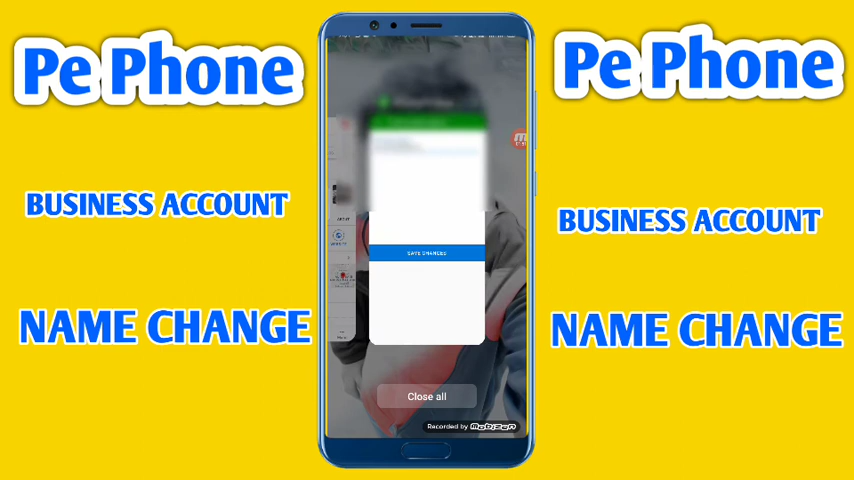 Pe Phone
Pe Phone
BUSINESS ACCOUNT
BUSINESS ACCOUNT
NAME CHANGE
NAME CHANGE
SAVE CHANGES
Close all
Recorded by MOBIZEN